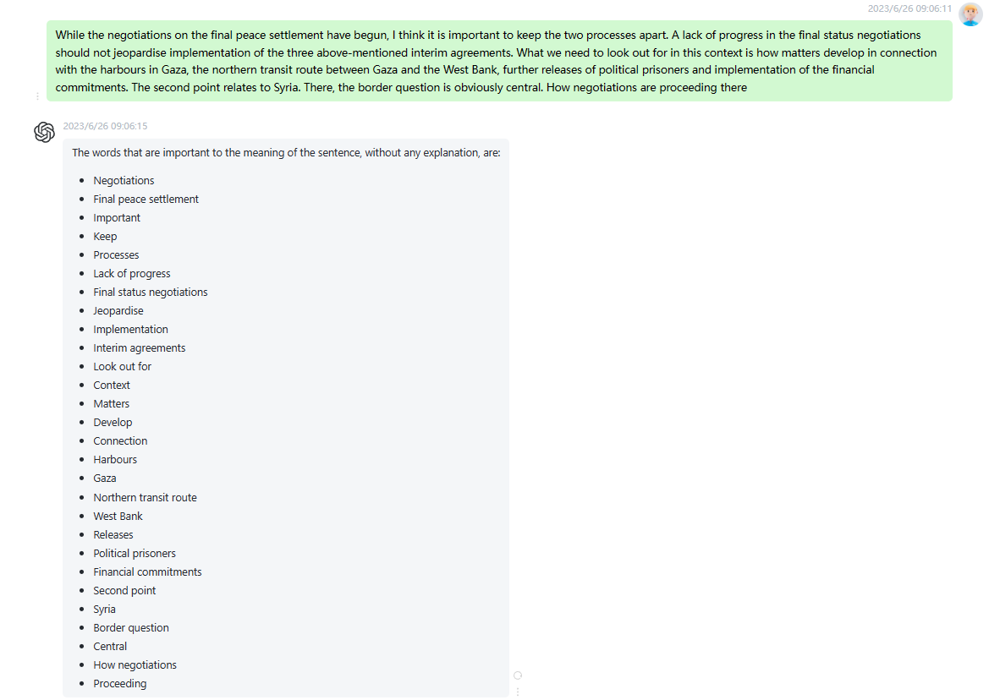 2023/6/26 09:06:11
While the negotiations on the final peace settlement have begun, I think it is important to keep the two processes apart. A lack of progress in the final status negotiations
should not jeopardise implementation of the three above-mentioned interim agreements. What we need to look out for in this context is how matters develop in connection
with the harbours in Gaza, the northern transit route between Gaza and the West Bank, further releases of political prisoners and implementation of the financial
commitments. The second point relates to Syria. There, the border question is obviously central. How negotiations are proceeding there
2023/6/26 09:06:15
The words that are important to the meaning of the sentence, without any explanation, are:
• Negotiations
• Final peace settlement
• Important
• Keep
• Processes
• Lack of progress
• Final status negotiations
• Jeopardise
• Implementation
• Interim agreements
• Look out for
• Context
• Matters
• Develop
• Connection
• Harbours
• Gaza
• Northern transit route
• West Bank
• Releases
• Political prisoners
• Financial commitments
• Second point
• Syria
• Border question
• Central
• How negotiations
• Proceeding